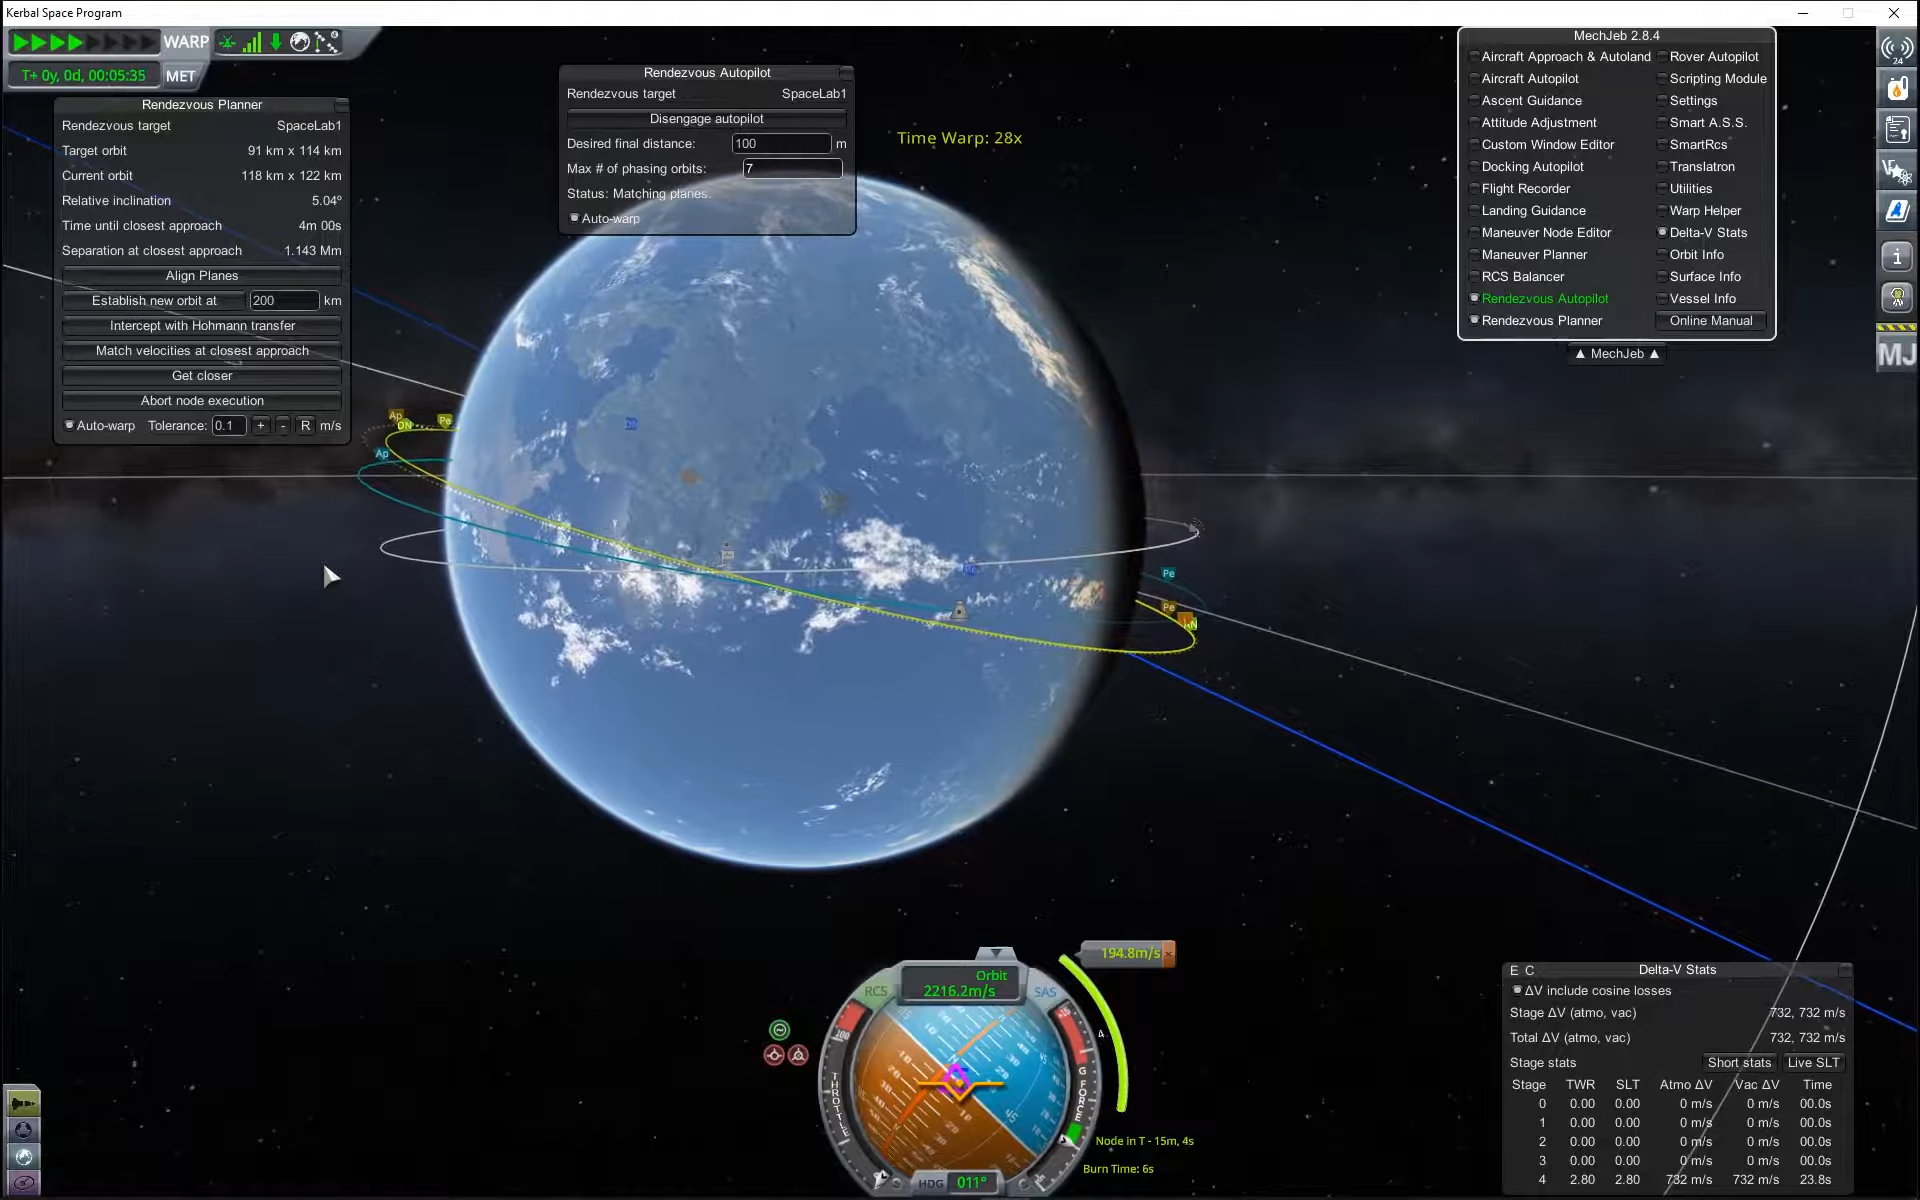 Kerbal Space Program
WARP
T+ 0y, 0d, 00:05:35 MET
Rendezvous Planner
Rendezvous target SpaceLab1
Target orbit 91 km x 114 km
Current orbit 118 km x 122 km
Relative inclination 5.04º
Time until closest approach 4m 00s
Separation at closest approach 1.143 Mm
Align Planes
Establish new orbit at 200 km
Intercept with Hohmann transfer
Match velocities at closest approach
Get closer
Abort node execution
Auto-warp Tolerance: 0.1 + - R m/s
Rendezvous Autopilot
Rendezvous target SpaceLab1
Disengage autopilot
Desired final distance: 100 m
Max # of phasing orbits: 7
Status: Matching planes.
Auto-warp
Time Warp: 28x
MechJeb 2.8.4
Aircraft Approach & Autoland Rover Autopilot
Aircraft Autopilot Scripting Module
Ascent Guidance Settings
Attitude Adjustment Smart A.S.S.
Custom Window Editor SmartRcs
Docking Autopilot Translatron
Flight Recorder Utilities
Landing Guidance Warp Helper
Maneuver Node Editor Delta-V Stats
Maneuver Planner Orbit Info
RCS Balancer Surface Info
Rendezvous Autopilot Vessel Info
Rendezvous Planner Online Manual
▲ MechJeb ▲
24
MJ
Ap
DN
Pe
Ap
Pe
Pe
194.8m/s
Orbit
2216.2m/s
RCS
SAS
THROTTLE
G FORCE
Node in T - 15m, 4s
Burn Time: 6s
HDG 011°
E C Delta-V Stats
ΔV include cosine losses
Stage ΔV (atmo, vac) 732, 732 m/s
Total ΔV (atmo, vac) 732, 732 m/s
Stage stats Short stats Live SLT
Stage TWR SLT Atmo ΔV Vac ΔV Time
0 0.00 0.00 0 m/s 0 m/s 00.0s
1 0.00 0.00 0 m/s 0 m/s 00.0s
2 0.00 0.00 0 m/s 0 m/s 00.0s
3 0.00 0.00 0 m/s 0 m/s 00.0s
4 2.80 2.80 732 m/s 732 m/s 23.8s